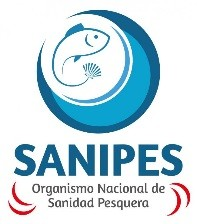 SANIPES
Organismo Nacional de
Sanidad Pesquera